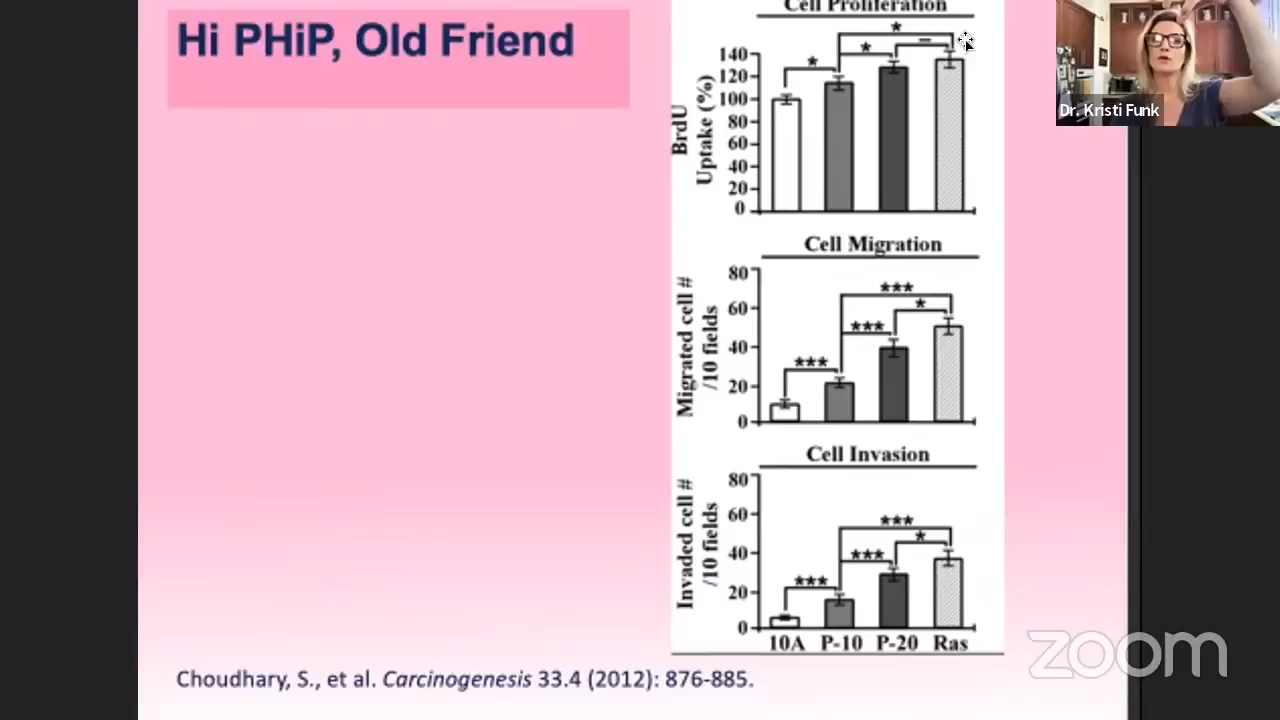 Hi PHiP, Old Friend
Cell Proliferation
BrdU
Uptake (%)
140
120
100
80
60
40
20
0
*
*
–
*
Cell Migration
Migrated cell #
/10 fields
80
60
40
20
0
***
***
*
***
Cell Invasion
Invaded cell #
/10 fields
80
60
40
20
0
***
***
*
***
10A P-10 P-20 Ras
Choudhary, S., et al. Carcinogenesis 33.4 (2012): 876-885.
Dr. Kristi Funk
zoom